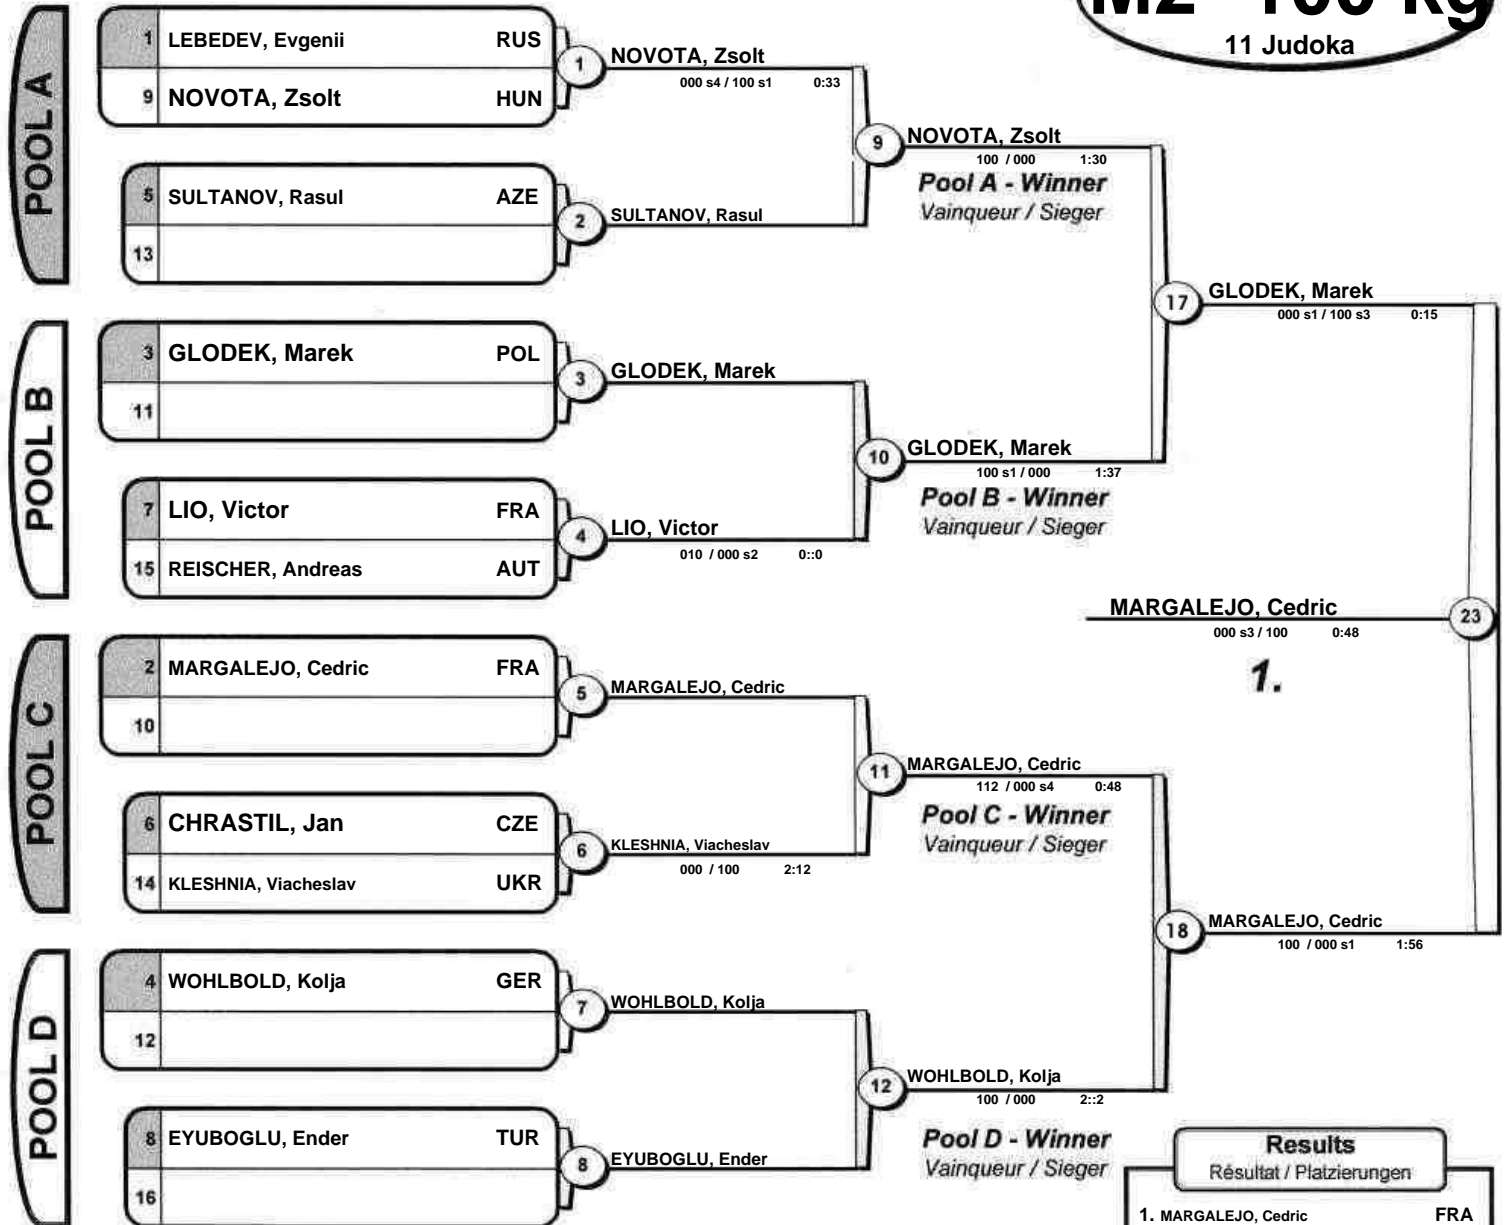 M2 -100 kg
11 Judoka
POOL A
1 LEBEDEV, Evgenii RUS
9 NOVOTA, Zsolt HUN
1
NOVOTA, Zsolt
000 s4 / 100 s1 0:33
5 SULTANOV, Rasul AZE
13
2
SULTANOV, Rasul
9
NOVOTA, Zsolt
100 / 000 1:30
Pool A - Winner
Vainqueur / Sieger
POOL B
3 GLODEK, Marek POL
11
3
GLODEK, Marek
7 LIO, Victor FRA
15 REISCHER, Andreas AUT
4
LIO, Victor
010 / 000 s2 0::0
10
GLODEK, Marek
100 s1 / 000 1:37
Pool B - Winner
Vainqueur / Sieger
17
GLODEK, Marek
000 s1 / 100 s3 0:15
POOL C
2 MARGALEJO, Cedric FRA
10
5
MARGALEJO, Cedric
6 CHRASTIL, Jan CZE
14 KLESHNIA, Viacheslav UKR
6
KLESHNIA, Viacheslav
000 / 100 2:12
11
MARGALEJO, Cedric
112 / 000 s4 0:48
Pool C - Winner
Vainqueur / Sieger
POOL D
4 WOHLBOLD, Kolja GER
12
7
WOHLBOLD, Kolja
8 EYUBOGLU, Ender TUR
16
8
EYUBOGLU, Ender
12
WOHLBOLD, Kolja
100 / 000 2::2
Pool D - Winner
Vainqueur / Sieger
18
MARGALEJO, Cedric
100 / 000 s1 1:56
23
MARGALEJO, Cedric
000 s3 / 100 0:48
1.
Results
Résultat / Platzierungen
1. MARGALEJO, Cedric FRA